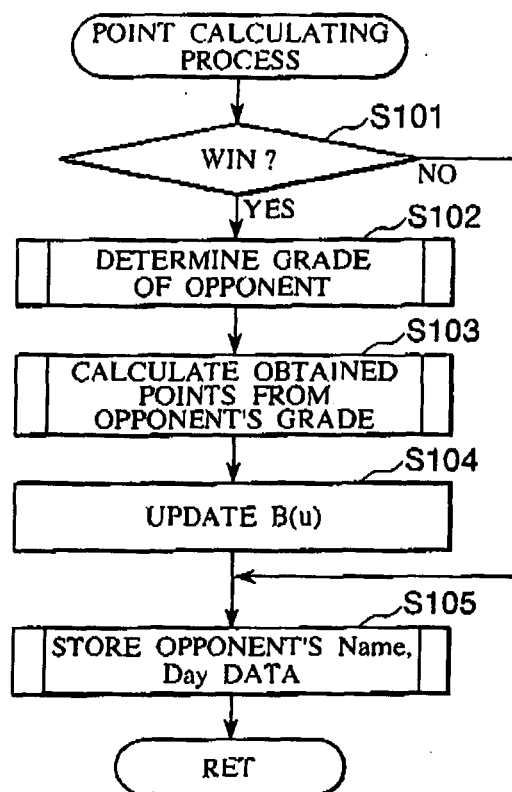 POINT CALCULATING
PROCESS
S101
WIN ?
NO
YES
S102
DETERMINE GRADE
OF OPPONENT
S103
CALCULATE OBTAINED
POINTS FROM
OPPONENT'S GRADE
S104
UPDATE B(u)
S105
STORE OPPONENT'S Name,
Day DATA
RET